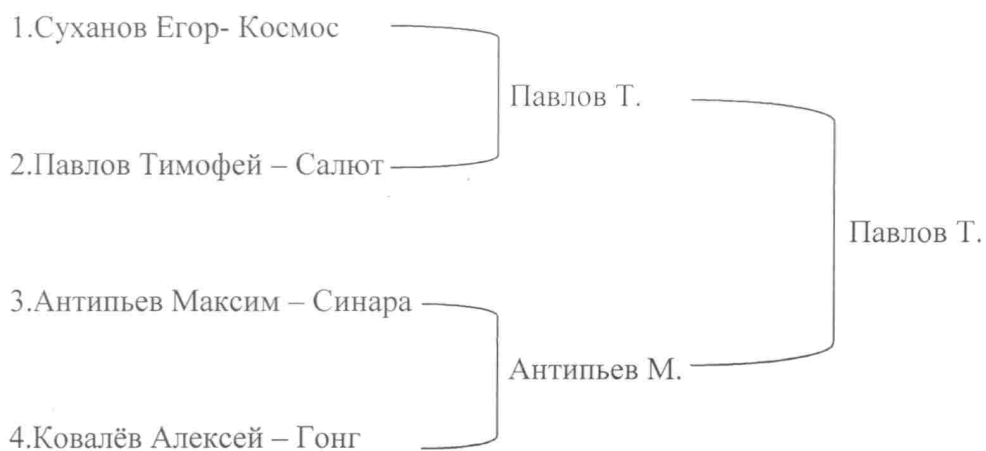 1.Суханов Егор- Космос
Павлов Т.
2.Павлов Тимофей – Салют
Павлов Т.
3.Антипьев Максим – Синара
Антипьев М.
4.Ковалёв Алексей – Гонг